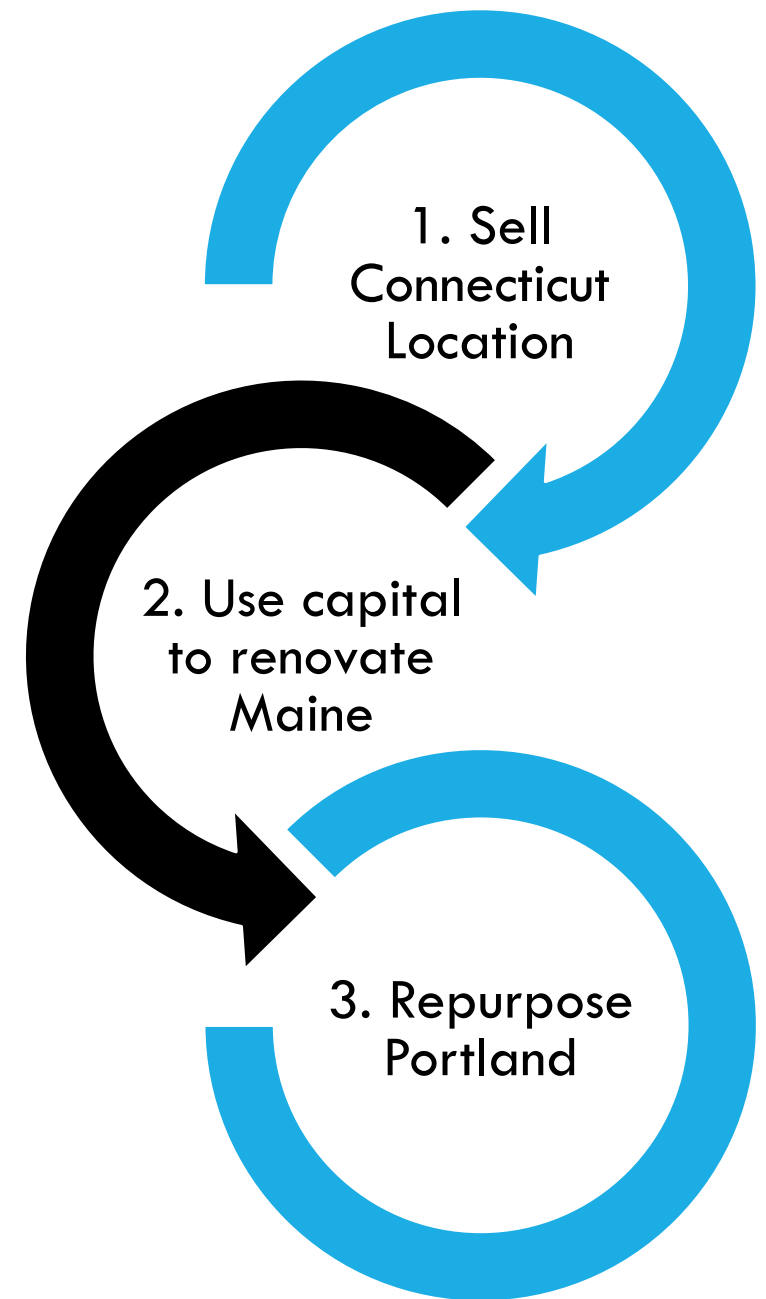 1. Sell
Connecticut
Location
2. Use capital
to renovate
Maine
3. Repurpose
Portland